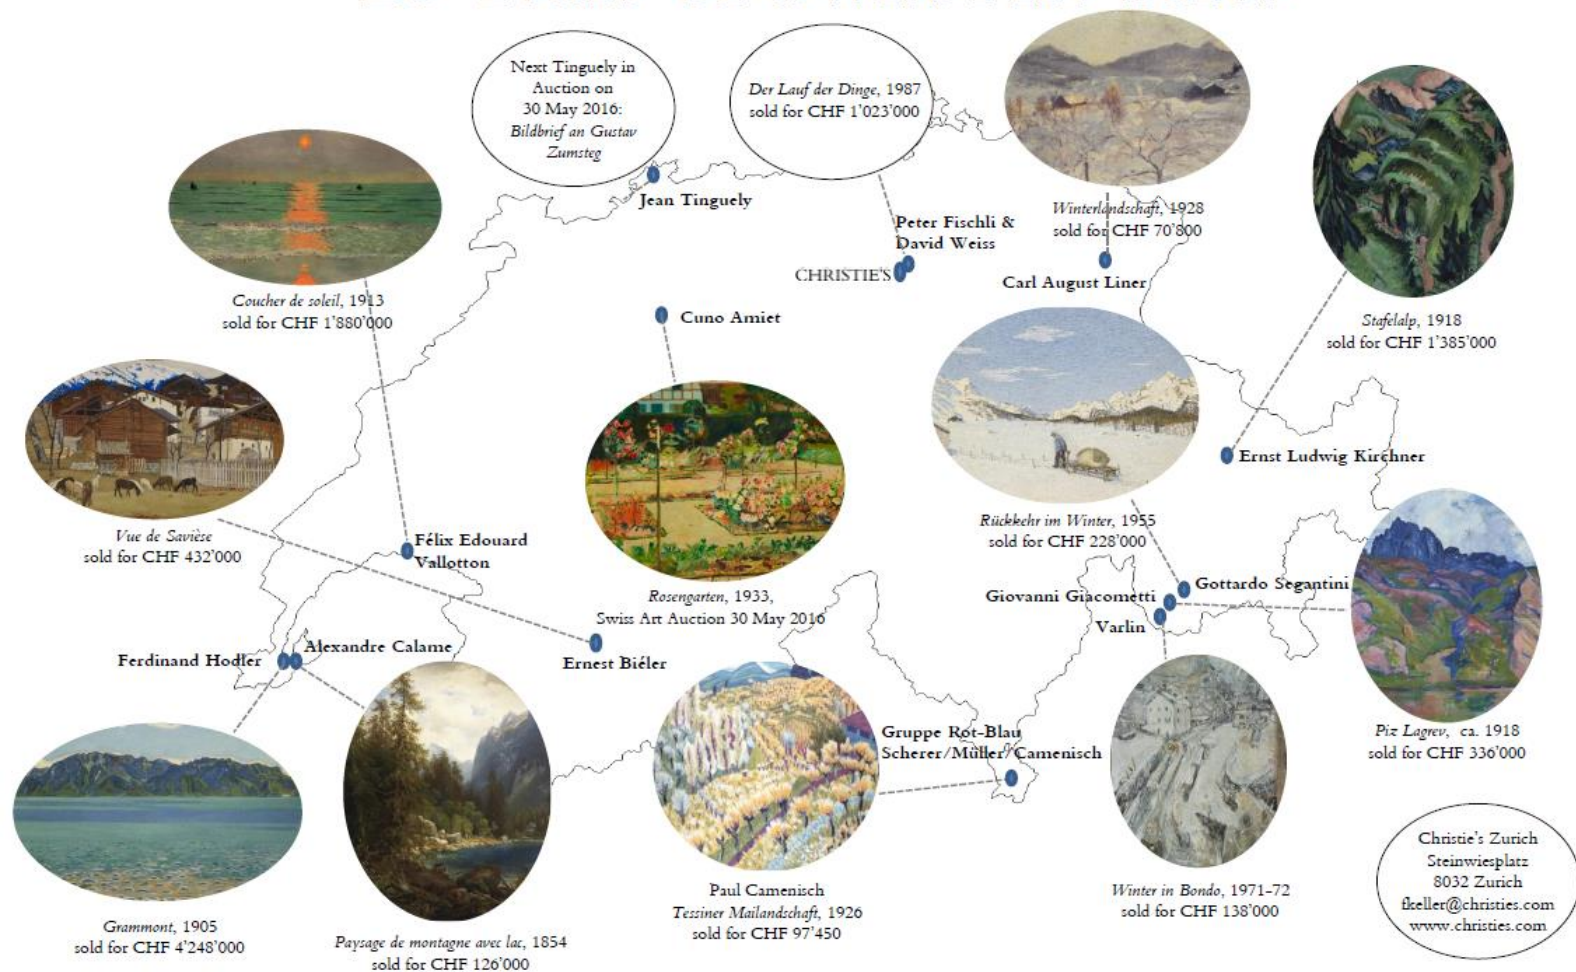 Next Tinguely in
Auction on
30 May 2016:
Bildbrief an Gustav
Zumsteg
Der Lauf der Dinge, 1987
sold for CHF 1'023'000
Jean Tinguely
Peter Fischli &
David Weiss
CHRISTIE'S
Winterlandschaft, 1928
sold for CHF 70'800
Carl August Liner
Coucher de soleil, 1913
sold for CHF 1'880'000
Cuno Amiet
Stafelalp, 1918
sold for CHF 1'385'000
Ernst Ludwig Kirchner
Vue de Savièse
sold for CHF 432'000
Félix Edouard
Vallotton
Rückkehr im Winter, 1955
sold for CHF 228'000
Rosengarten, 1933,
Swiss Art Auction 30 May 2016
Gottardo Segantini
Giovanni Giacometti
Varlin
Ferdinand Hodler
Alexandre Calame
Ernest Biéler
Gruppe Rot-Blau
Scherer/Müller/Camenisch
Piz Lagrev, ca. 1918
sold for CHF 336'000
Grammont, 1905
sold for CHF 4'248'000
Paysage de montagne avec lac, 1854
sold for CHF 126'000
Paul Camenisch
Tessiner Mailandschaft, 1926
sold for CHF 97'450
Winter in Bondo, 1971-72
sold for CHF 138'000
Christie's Zurich
Steinwiesplatz
8032 Zurich
fkeller@christies.com
www.christies.com